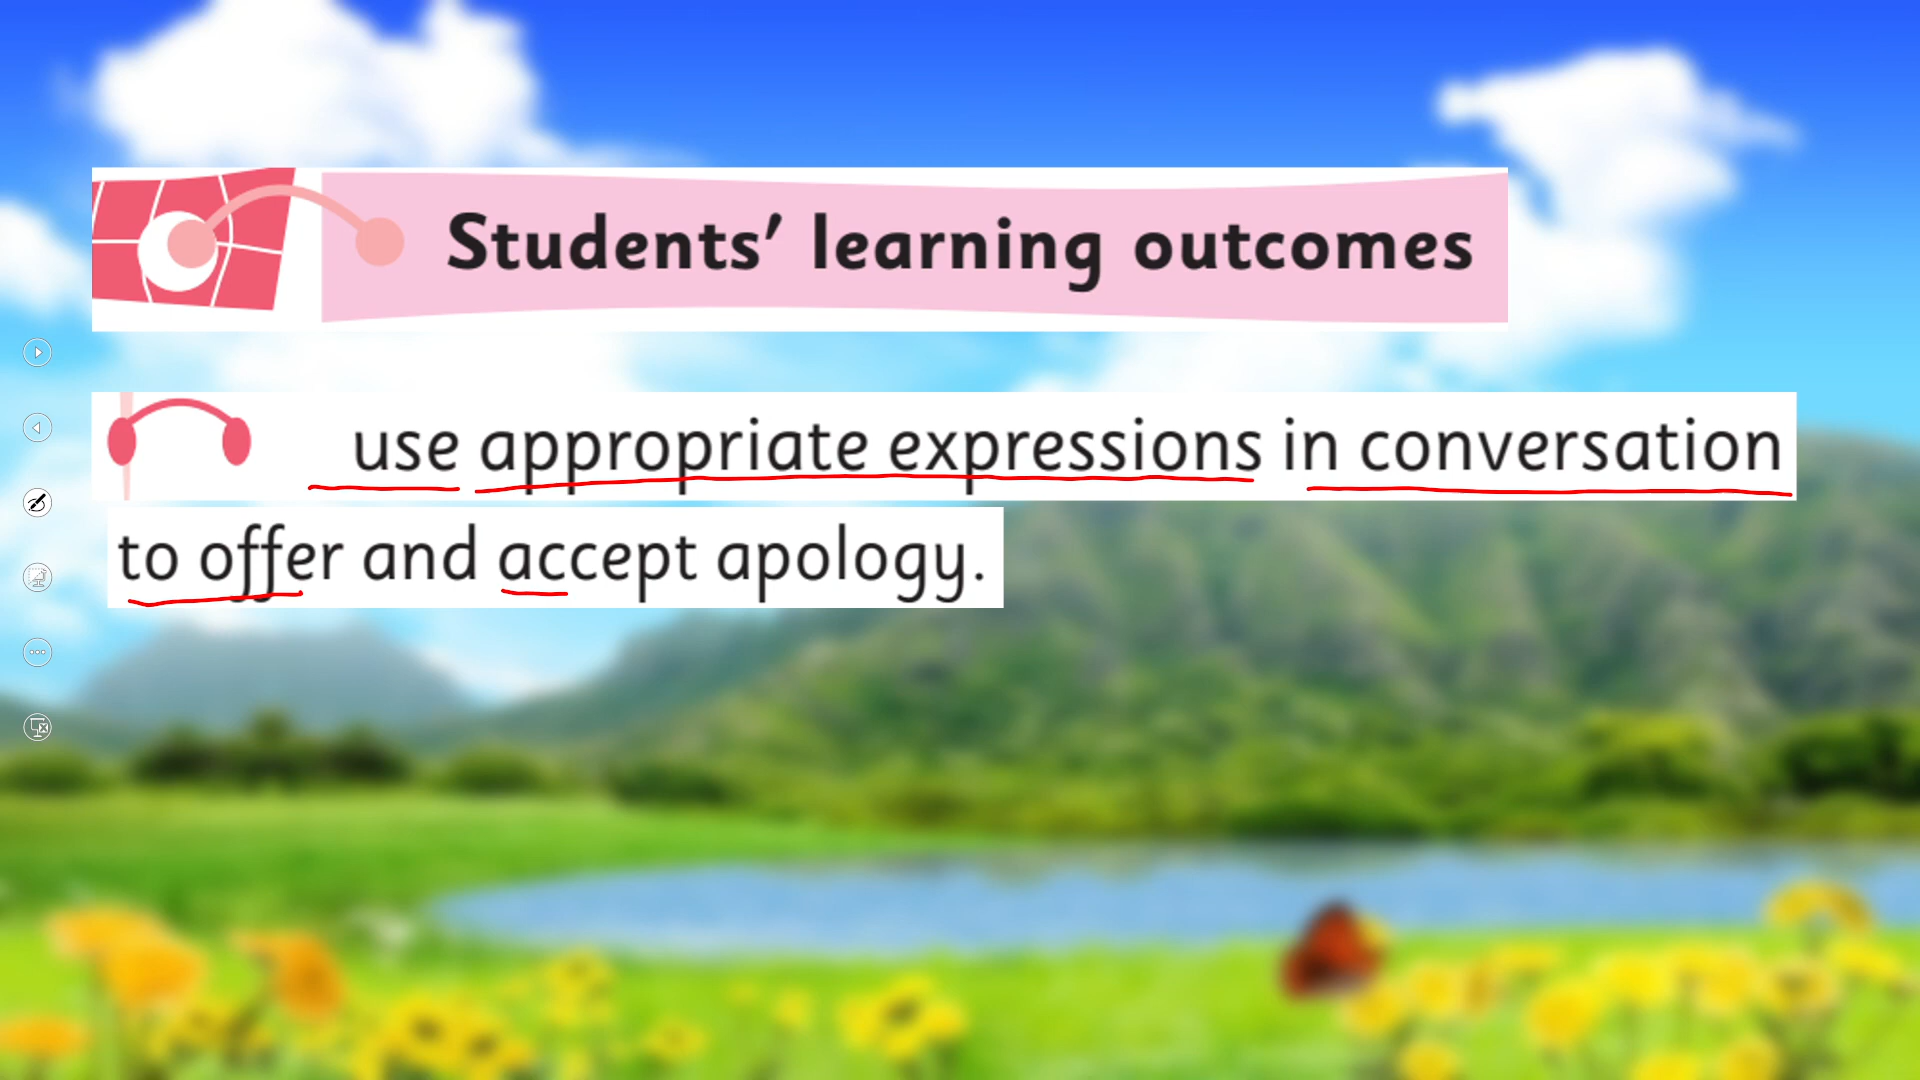 Students’ learning outcomes
use appropriate expressions in conversation
to offer and accept apology.